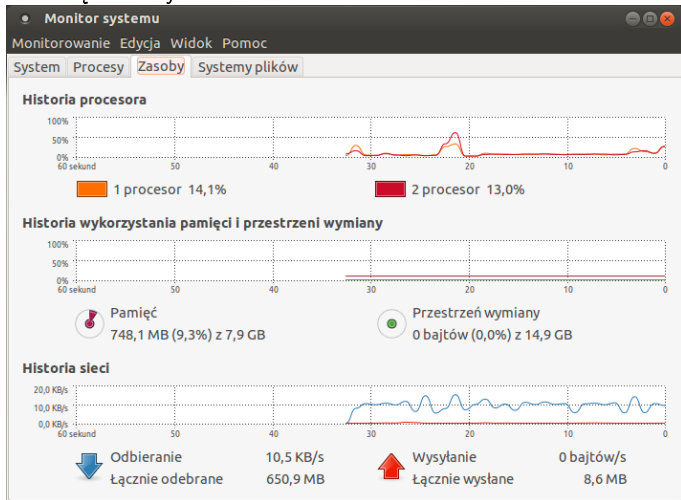 Monitor systemu
Monitorowanie Edycja Widok Pomoc
System Procesy Zasoby Systemy plików
Historia procesora
100%
50%
0%
60 sekund 50 40 30 20 10 0
1 procesor 14,1% 2 procesor 13,0%
Historia wykorzystania pamięci i przestrzeni wymiany
100%
50%
0%
60 sekund 50 40 30 20 10 0
Pamięć Przestrzeń wymiany
748,1 MB (9,3%) z 7,9 GB 0 bajtów (0,0%) z 14,9 GB
Historia sieci
20,0 KB/s
10,0 KB/s
0,0 KB/s
60 sekund 50 40 30 20 10 0
Odbieranie 10,5 KB/s Wysyłanie 0 bajtów/s
Łącznie odebrane 650,9 MB Łącznie wysłane 8,6 MB